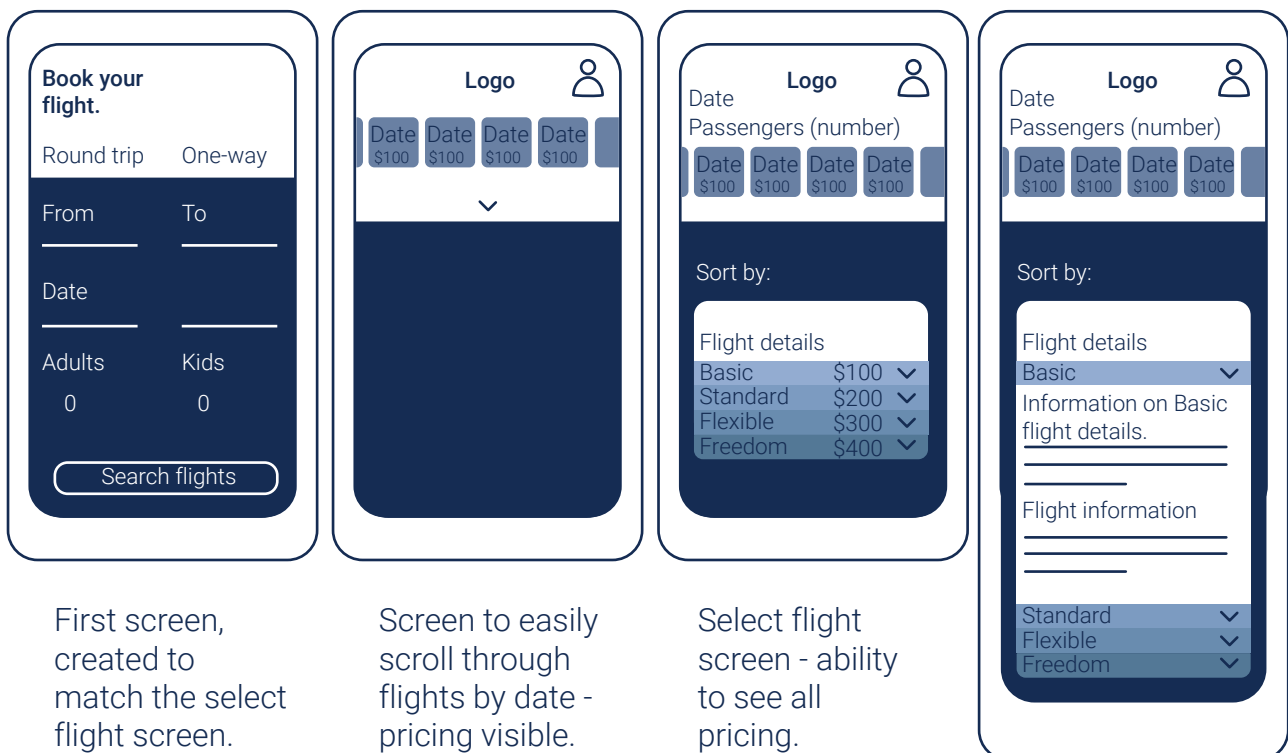 Book your
flight.
Round trip One-way
From To
Date
Adults Kids
0 0
Search flights
First screen,
created to
match the select
flight screen.
Logo
Date Date Date Date
$100 $100 $100 $100
Screen to easily
scroll through
flights by date -
pricing visible.
Logo
Date
Passengers (number)
Date Date Date Date
$100 $100 $100 $100
Sort by:
Flight details
Basic $100
Standard $200
Flexible $300
Freedom $400
Select flight
screen - ability
to see all
pricing.
Logo
Date
Passengers (number)
Date Date Date Date
$100 $100 $100 $100
Sort by:
Flight details
Basic
Information on Basic
flight details.
Flight information
Standard
Flexible
Freedom